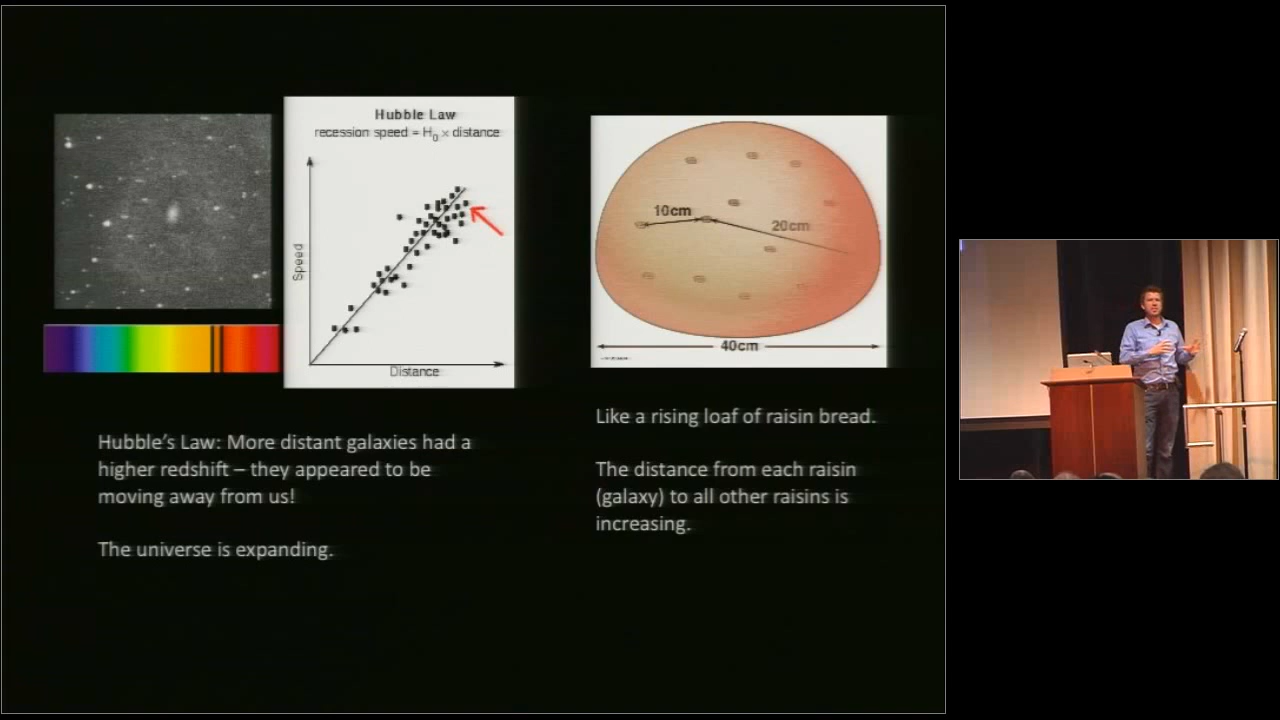 Hubble Law
recession speed = H0 x distance
Speed
Distance
10cm
20cm
40cm
Hubble's Law: More distant galaxies had a
higher redshift – they appeared to be
moving away from us!
The universe is expanding.
Like a rising loaf of raisin bread.
The distance from each raisin
(galaxy) to all other raisins is
increasing.